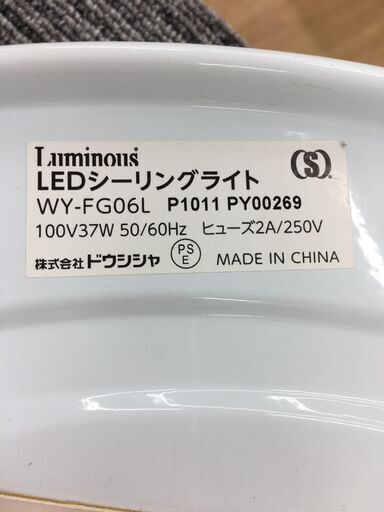 Luminous
(S)
LEDシーリングライト
WY-FG06L P1011 PY00269
100V37W 50/60Hz ヒューズ2A/250V
株式会社ドウシシャ PS E MADE IN CHINA